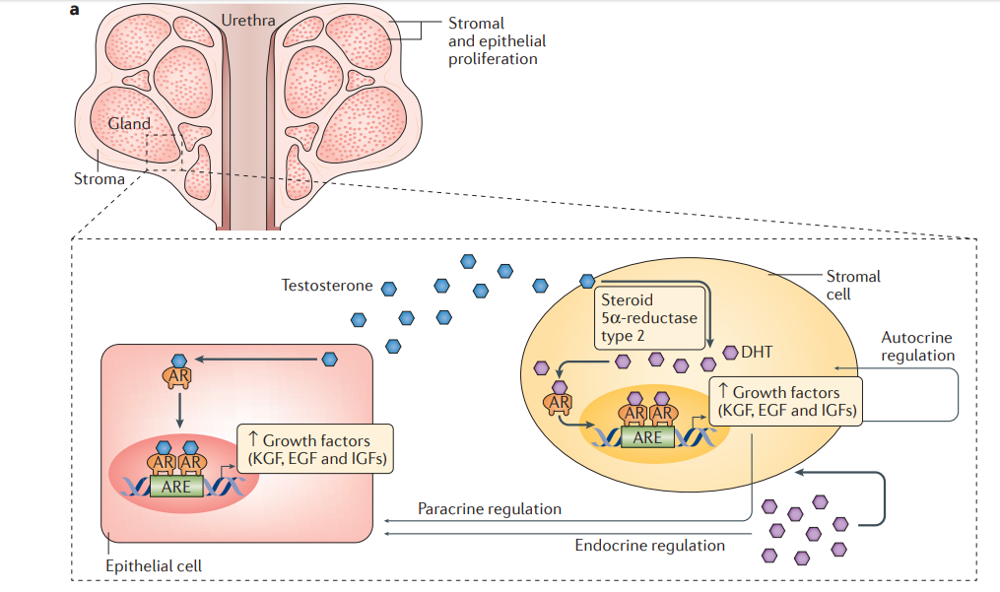 a
Urethra
Stromal
and epithelial
proliferation
Gland
Stroma
Testosterone
Stromal
cell
Steroid
5α-reductase
type 2
DHT
Autocrine
regulation
AR
AR
↑ Growth factors
(KGF, EGF and IGFs)
AR AR
ARE
↑ Growth factors
(KGF, EGF and IGFs)
AR AR
ARE
Paracrine regulation
Endocrine regulation
Epithelial cell